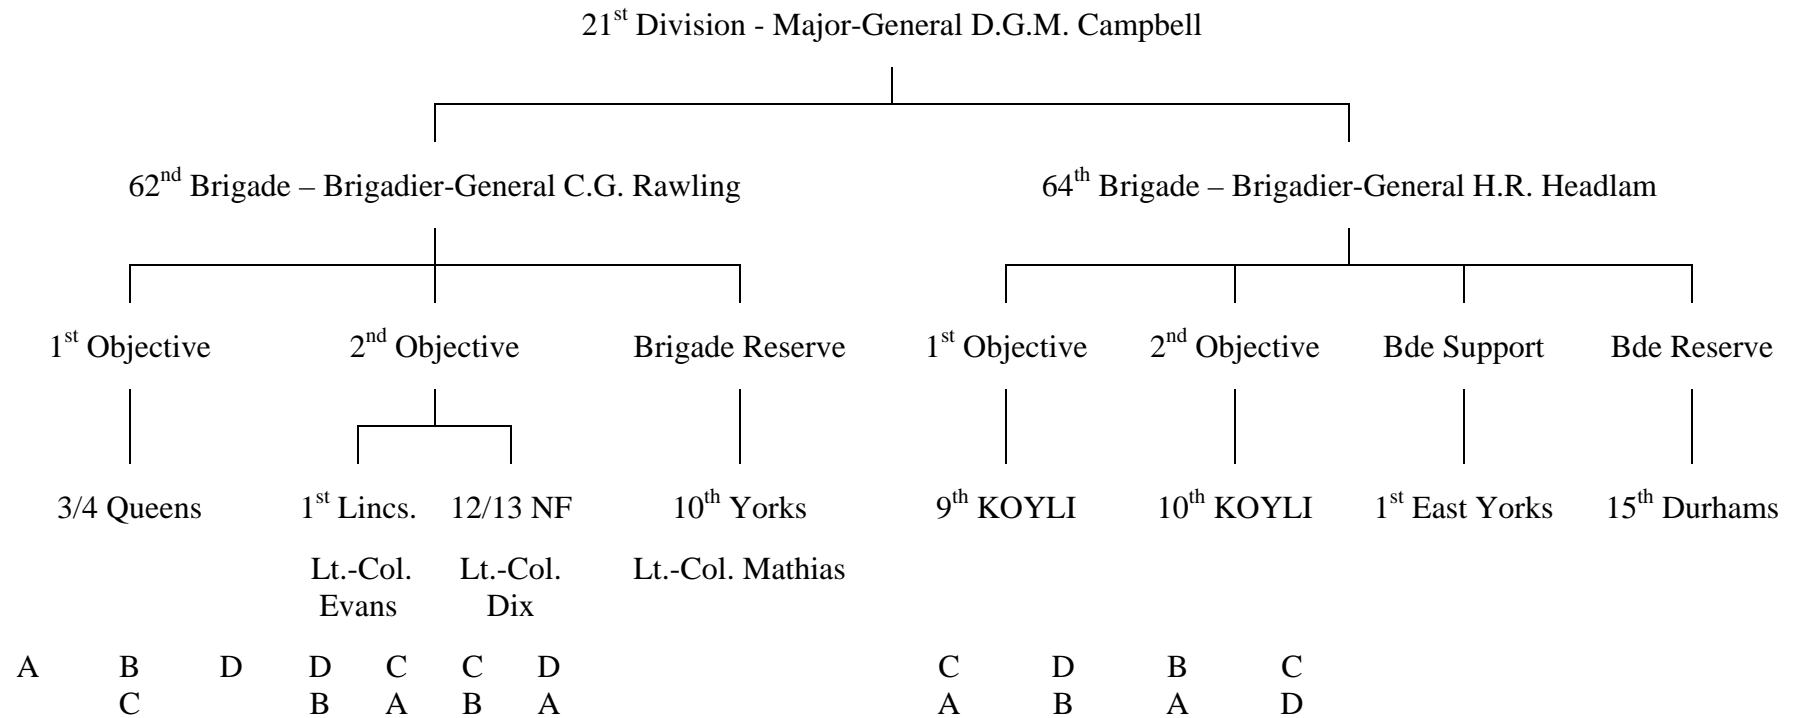 21st Division - Major-General D.G.M. Campbell
62nd Brigade – Brigadier-General C.G. Rawling
64th Brigade – Brigadier-General H.R. Headlam
1st Objective
2nd Objective
Brigade Reserve
1st Objective
2nd Objective
Bde Support
Bde Reserve
3/4 Queens
1st Lincs.
12/13 NF
10th Yorks
9th KOYLI
10th KOYLI
1st East Yorks
15th Durhams
Lt.-Col.
Evans
Lt.-Col.
Dix
Lt.-Col. Mathias
A B D D C C D C D B C
C B A B A A B A D